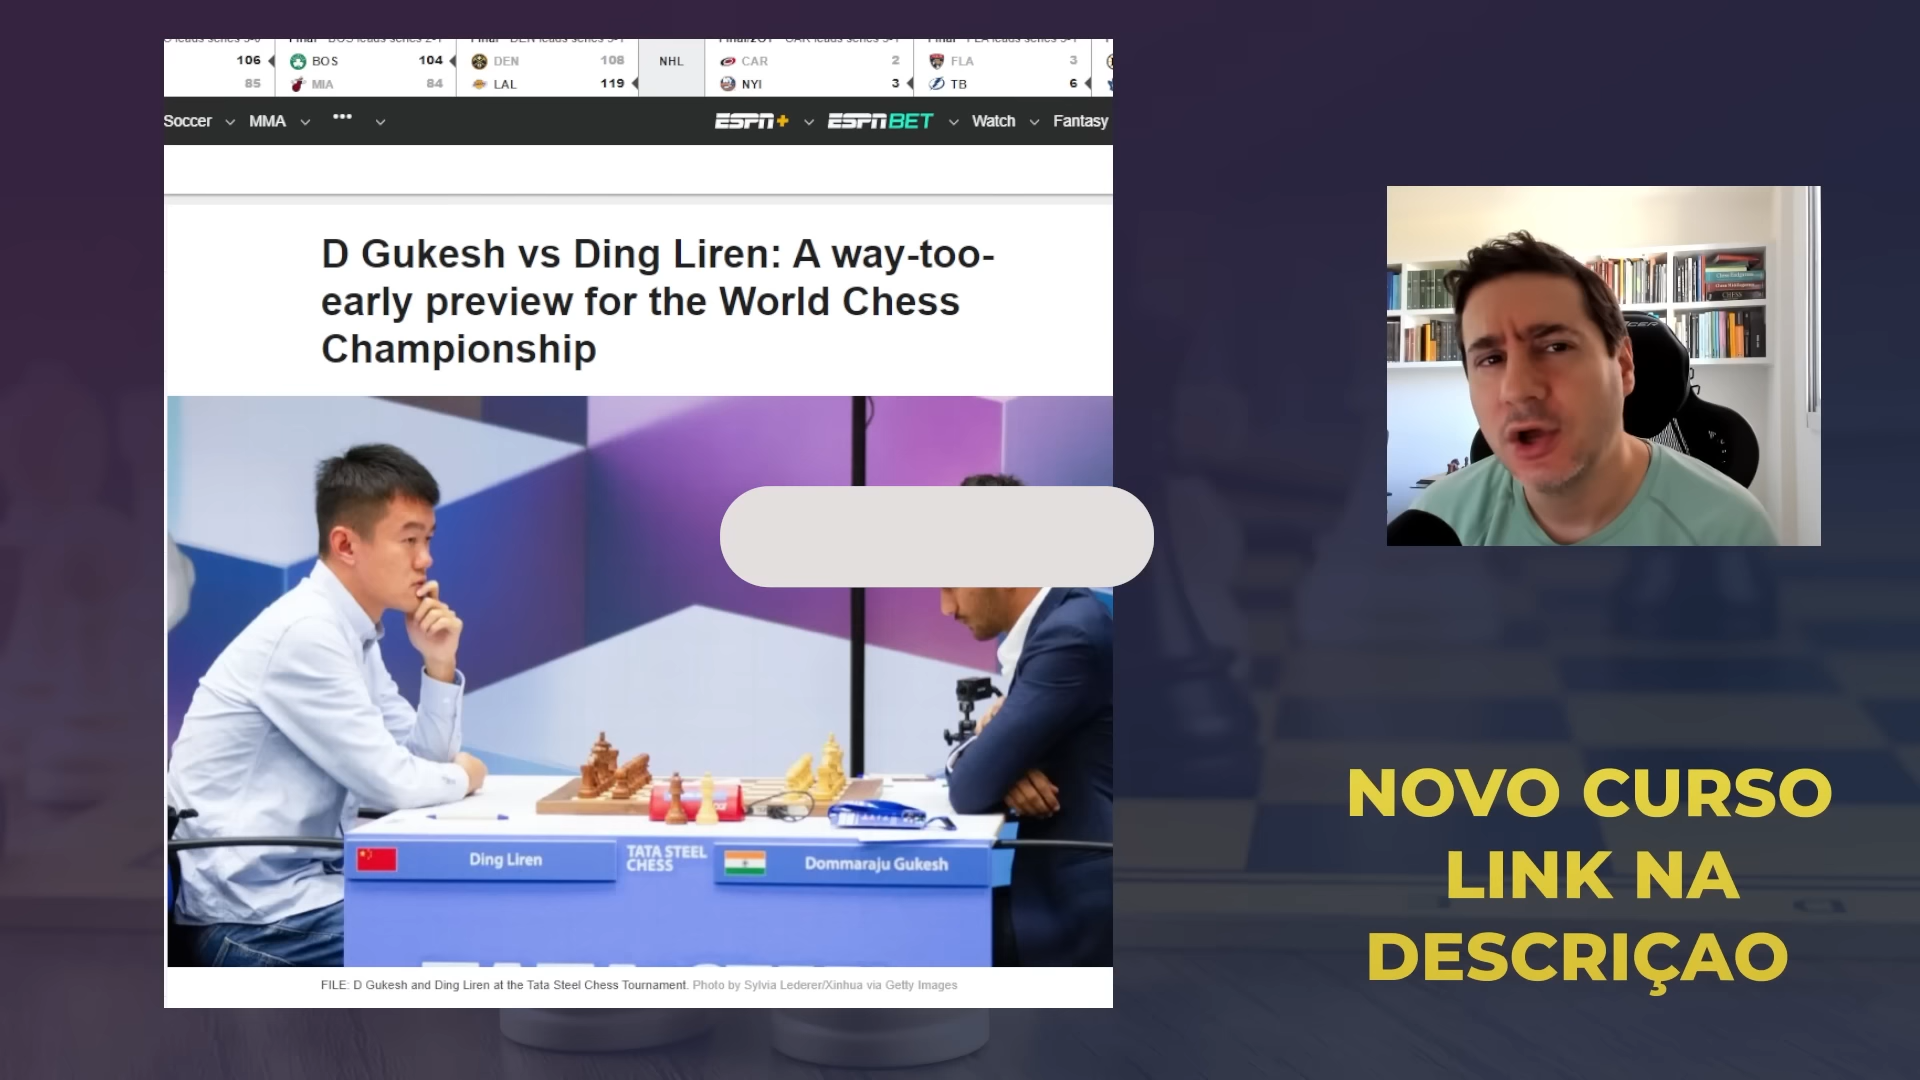 106 BOS 104 DEN 108 NHL CAR 2 FLA 3
85 MIA 84 LAL 119 NYI 3 TB 6
Soccer MMA ••• ESPN+ ESPN BET Watch Fantasy
D Gukesh vs Ding Liren: A way-too-
early preview for the World Chess
Championship
Ding Liren
TATA STEEL
CHESS
Dommaraju Gukesh
FILE: D Gukesh and Ding Liren at the Tata Steel Chess Tournament. Photo by Sylvia Lederer/Xinhua via Getty Images
NOVO CURSO
LINK NA
DESCRIÇAO